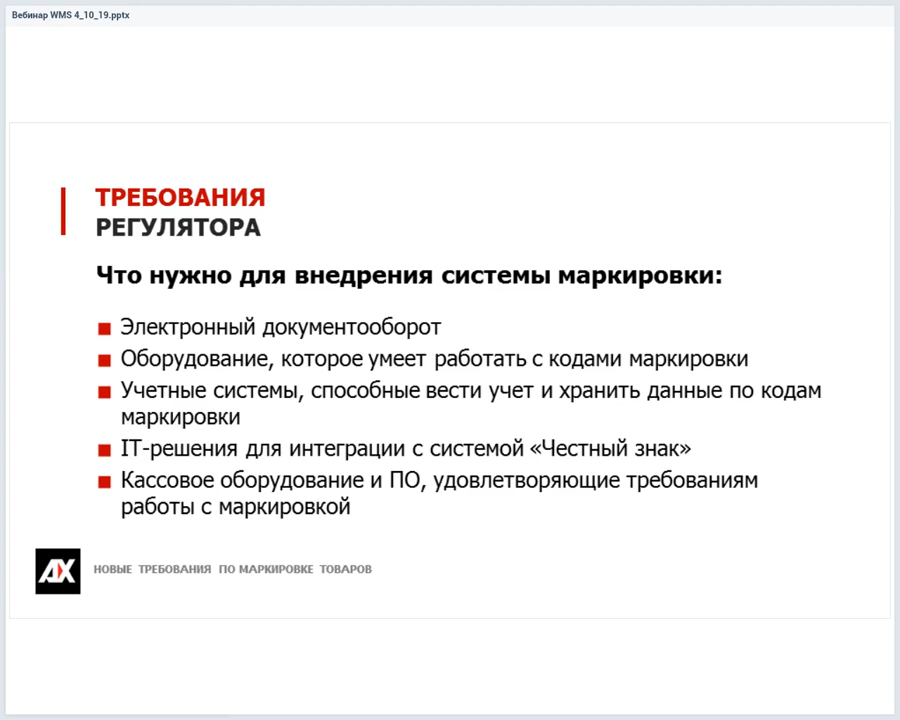 Вебинар WMS 4_10_19.pptx
ТРЕБОВАНИЯ
РЕГУЛЯТОРА
Что нужно для внедрения системы маркировки:
Электронный документооборот
Оборудование, которое умеет работать с кодами маркировки
Учетные системы, способные вести учет и хранить данные по кодам
маркировки
IT-решения для интеграции с системой «Честный знак»
Кассовое оборудование и ПО, удовлетворяющие требованиям
работы с маркировкой
АХ НОВЫЕ ТРЕБОВАНИЯ ПО МАРКИРОВКЕ ТОВАРОВ